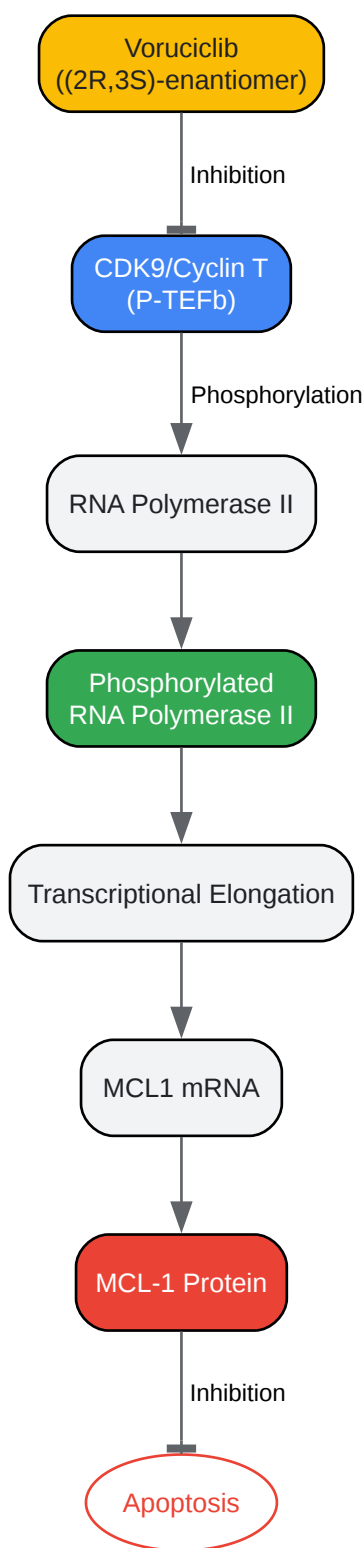 Voruciclib
((2R,3S)-enantiomer)
Inhibition
CDK9/Cyclin T
(P-TEFb)
Phosphorylation
RNA Polymerase II
Phosphorylated
RNA Polymerase II
Transcriptional Elongation
MCL1 mRNA
MCL-1 Protein
Inhibition
Apoptosis